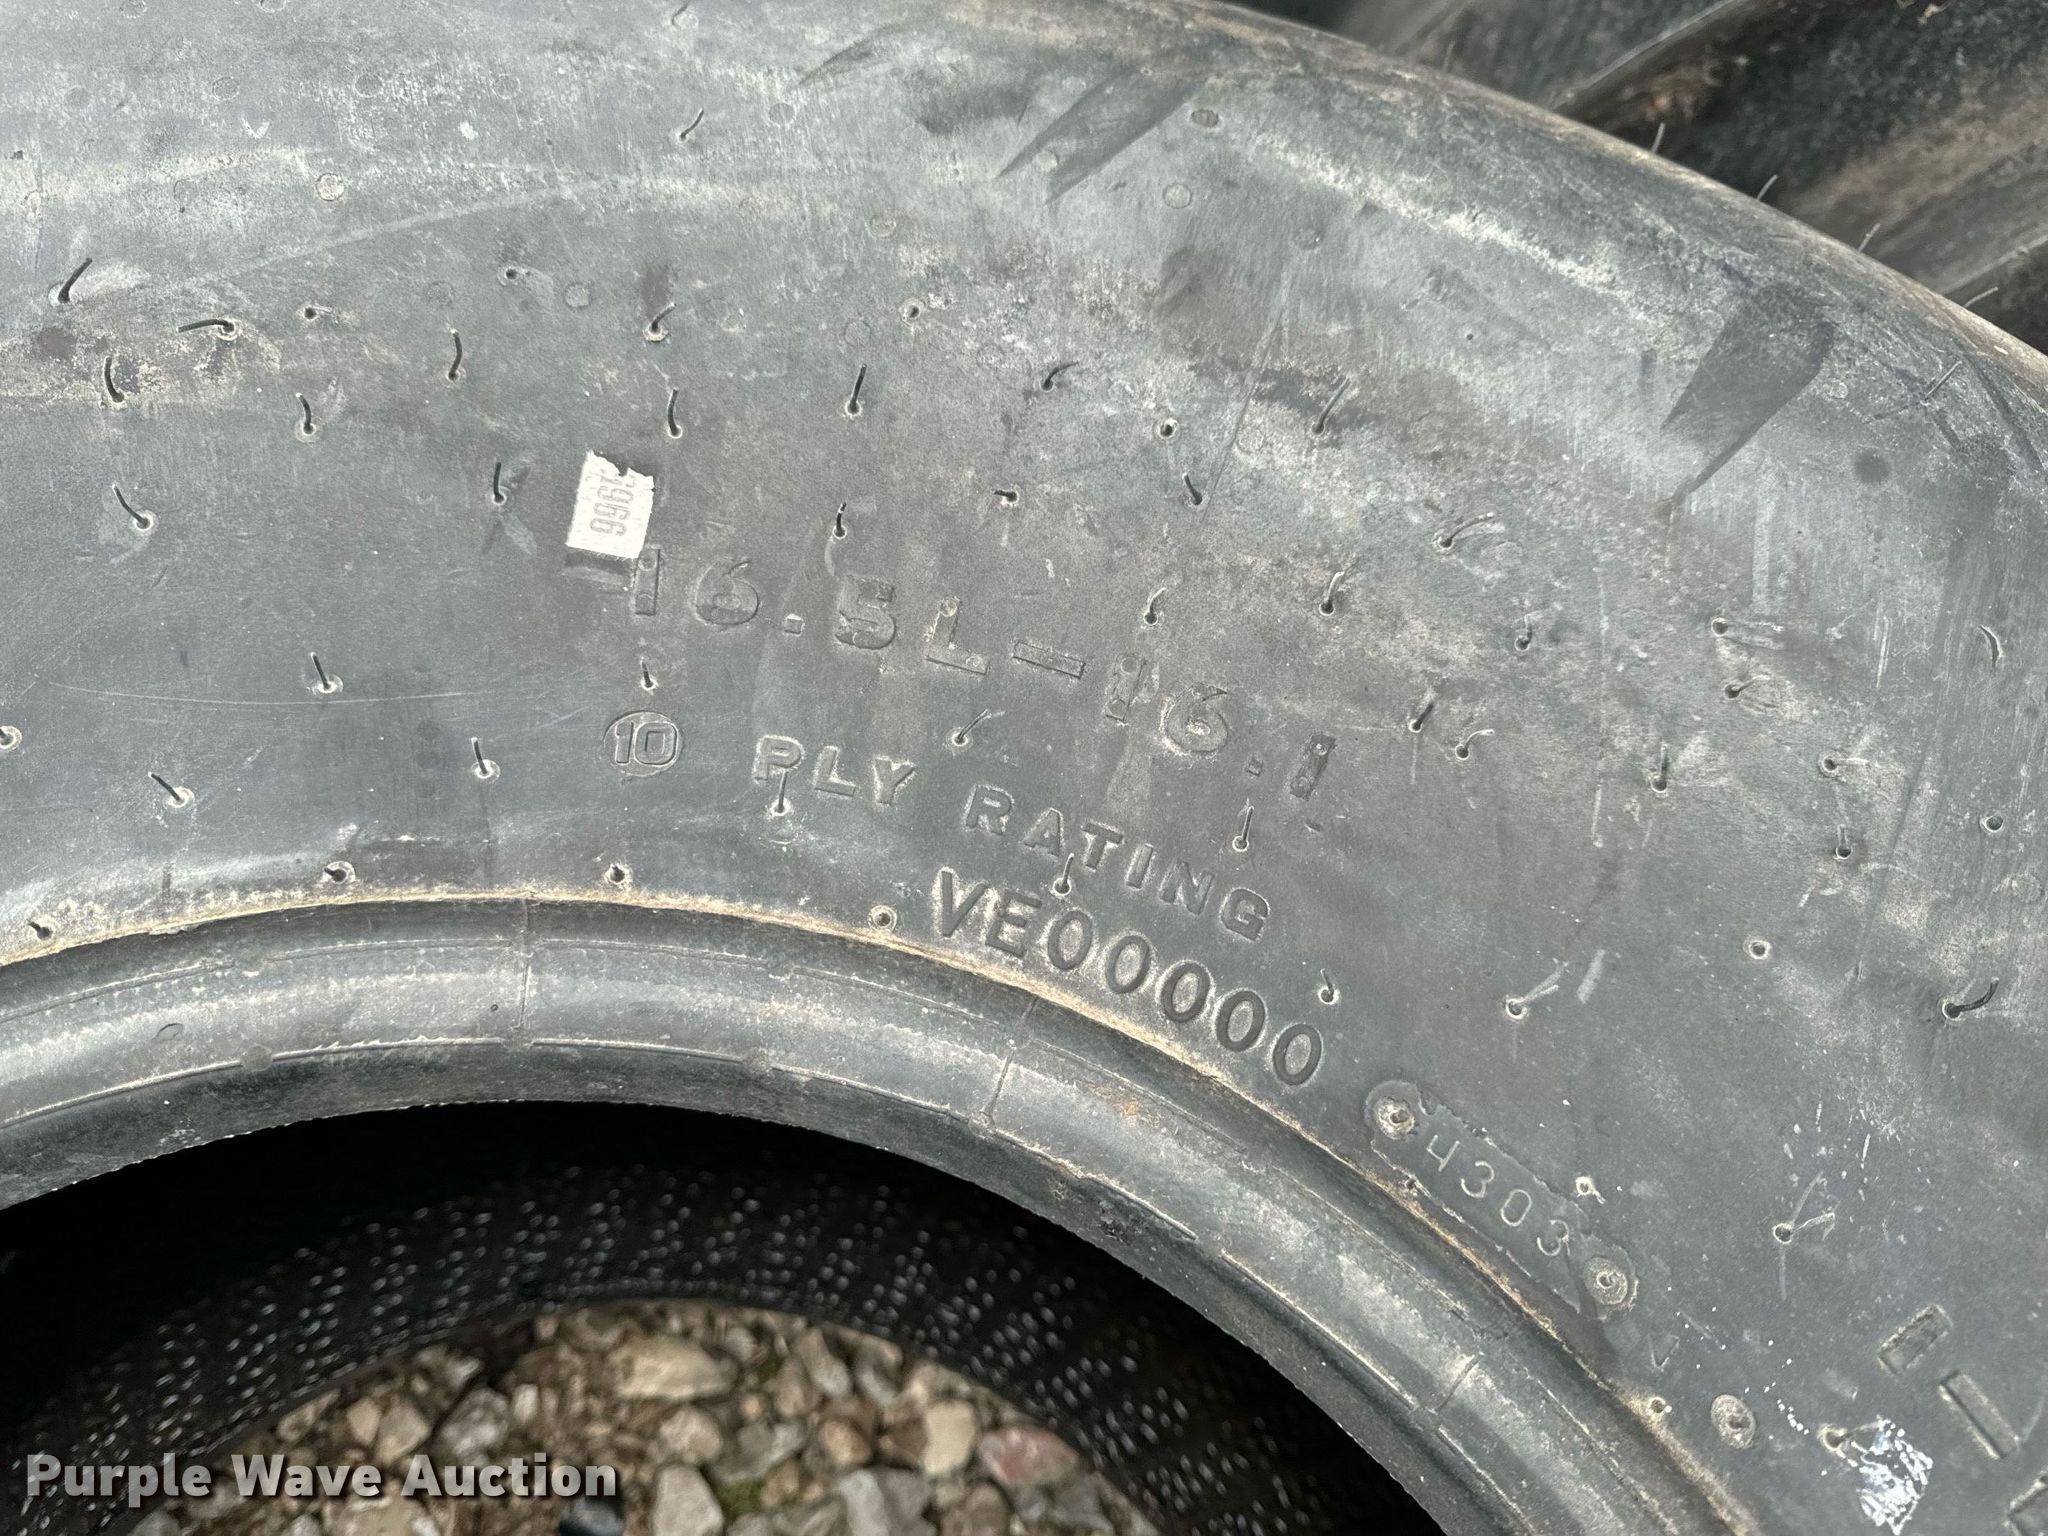 16.5L-16.1
10 PLY RATING
VE00000
4303
Purple Wave Auction